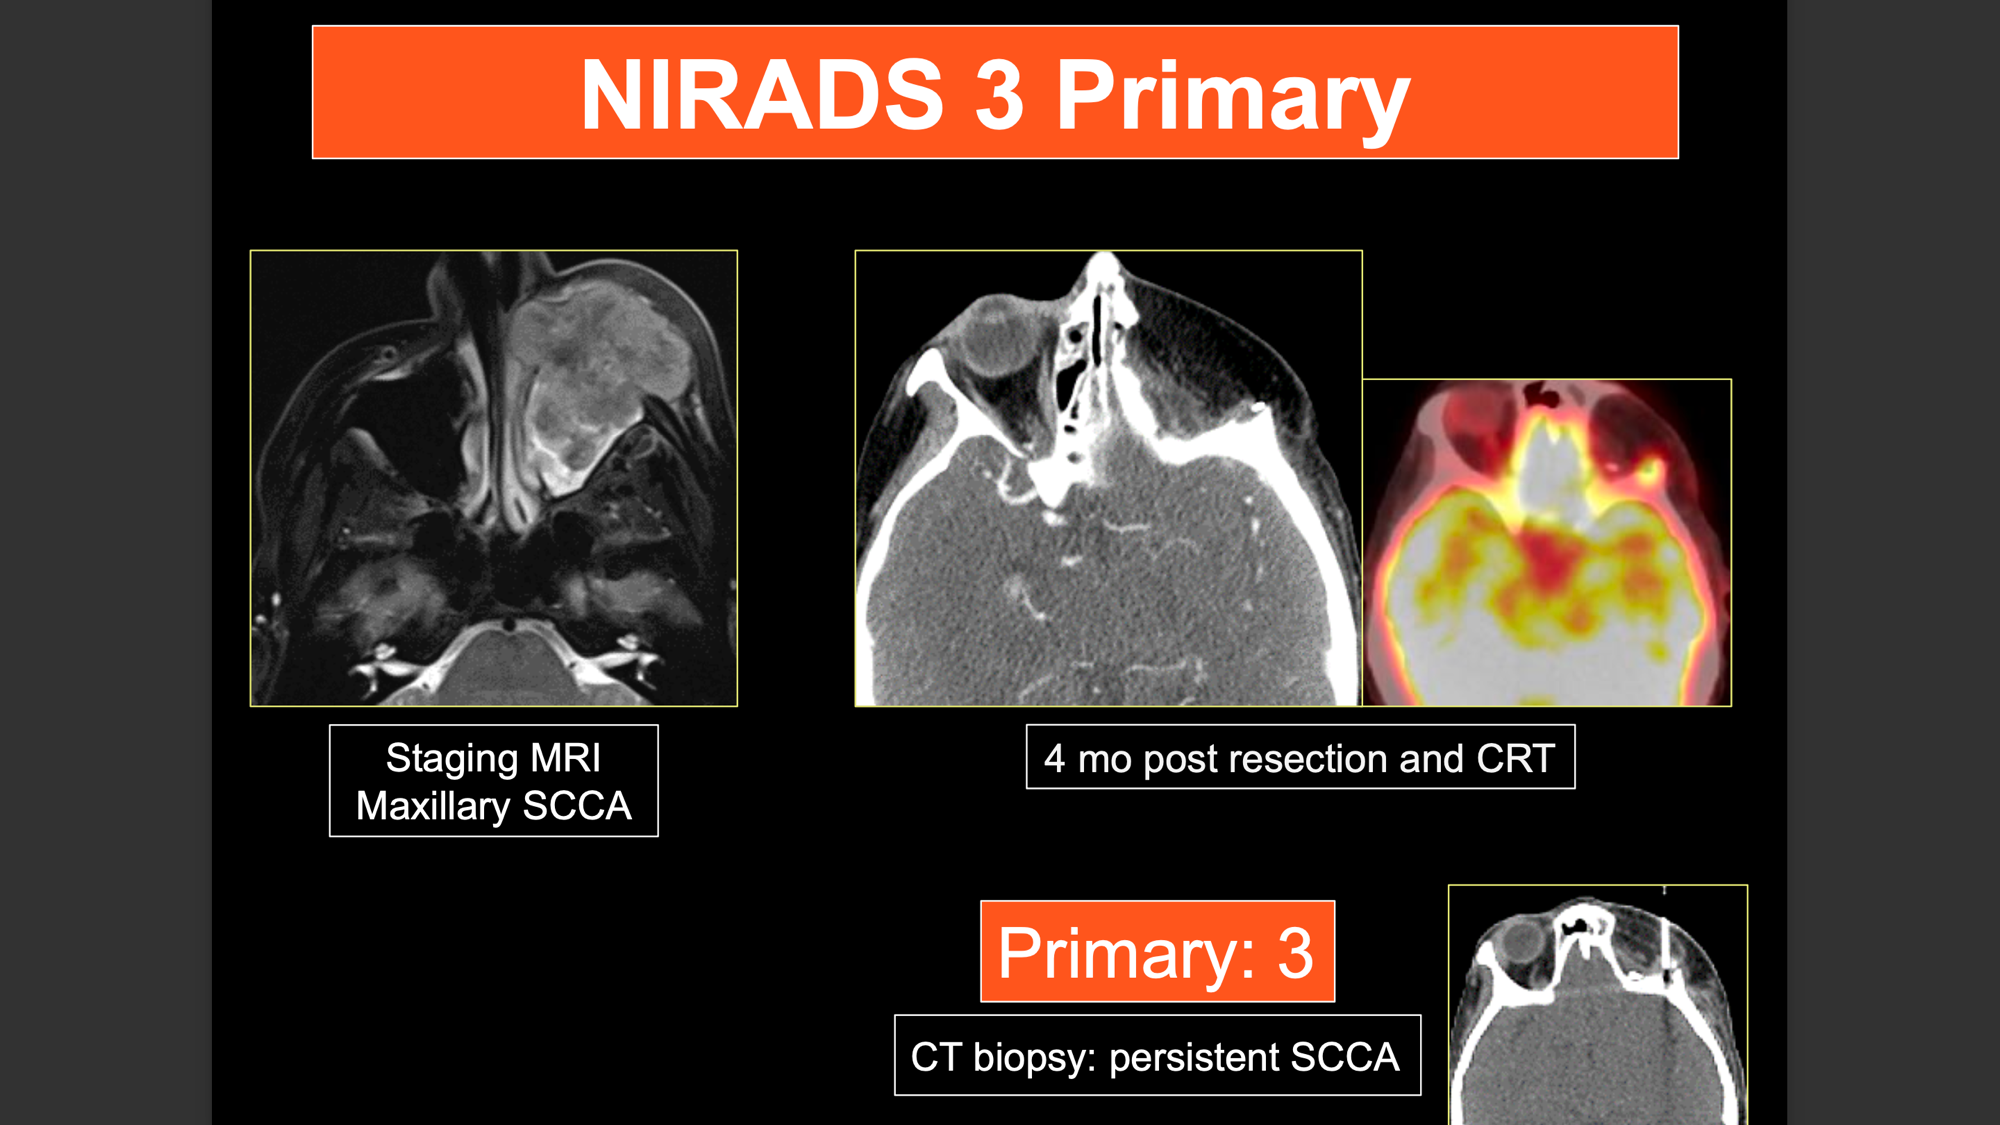 NIRADS 3 Primary
Staging MRI
Maxillary SCCA
4 mo post resection and CRT
Primary: 3
CT biopsy: persistent SCCA